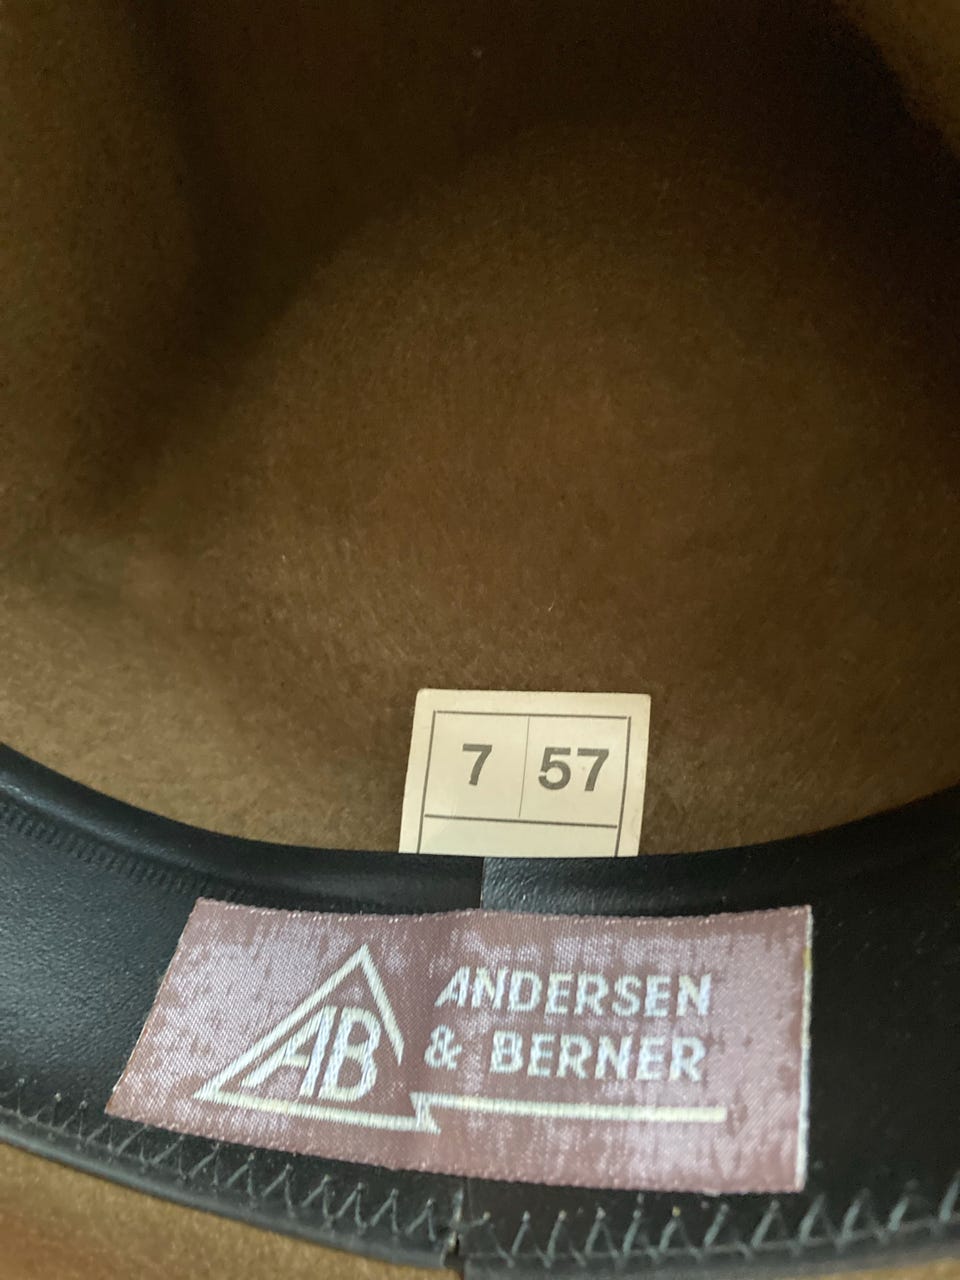 7 57
AB
ANDERSEN
& BERNER